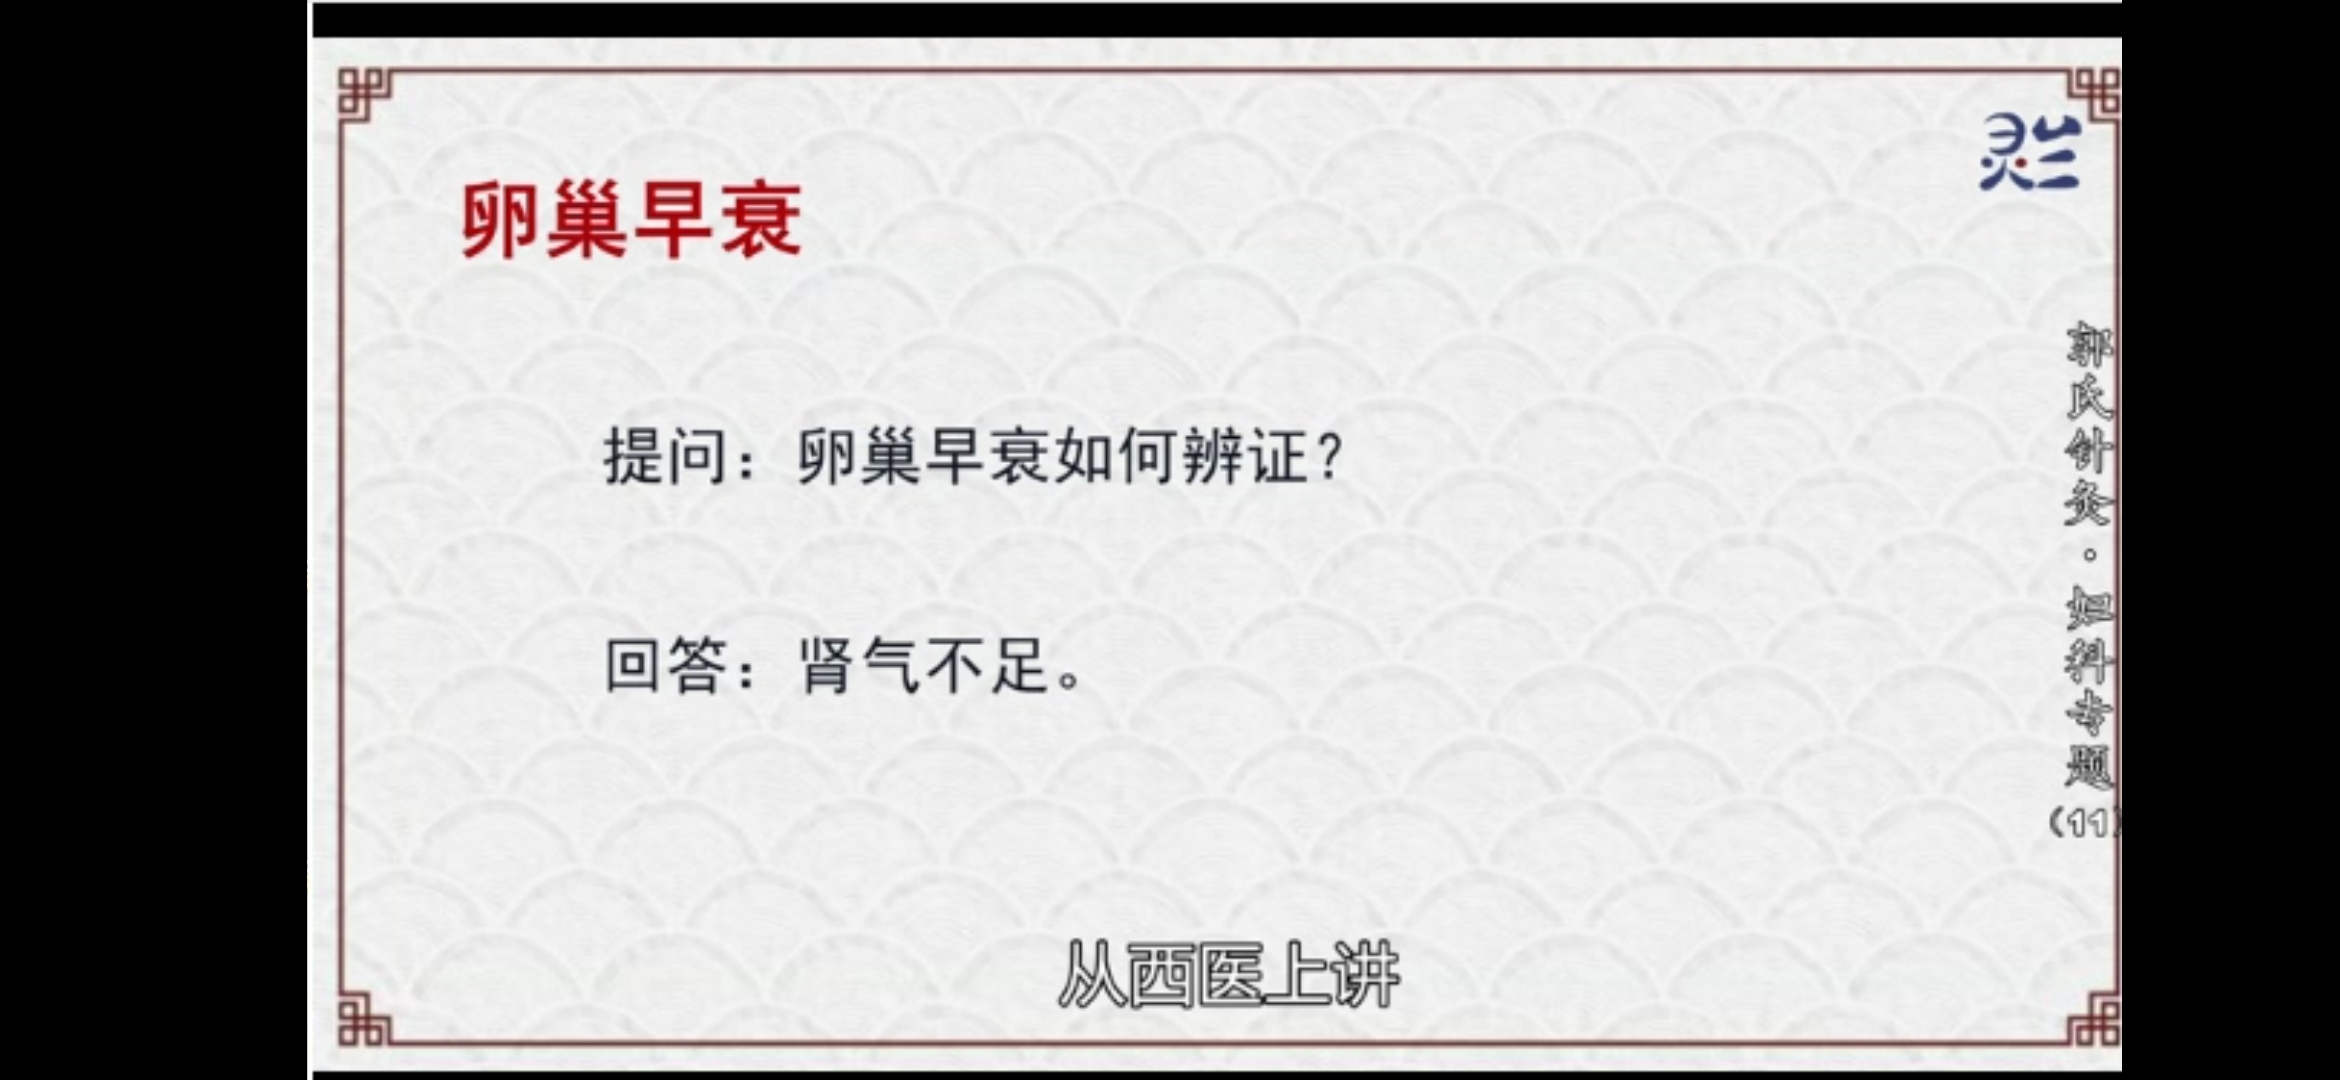 卵巢早衰
灵兰
提问：卵巢早衰如何辨证？
回答：肾气不足。
郭氏针灸·妇科专题(11)
从西医上讲